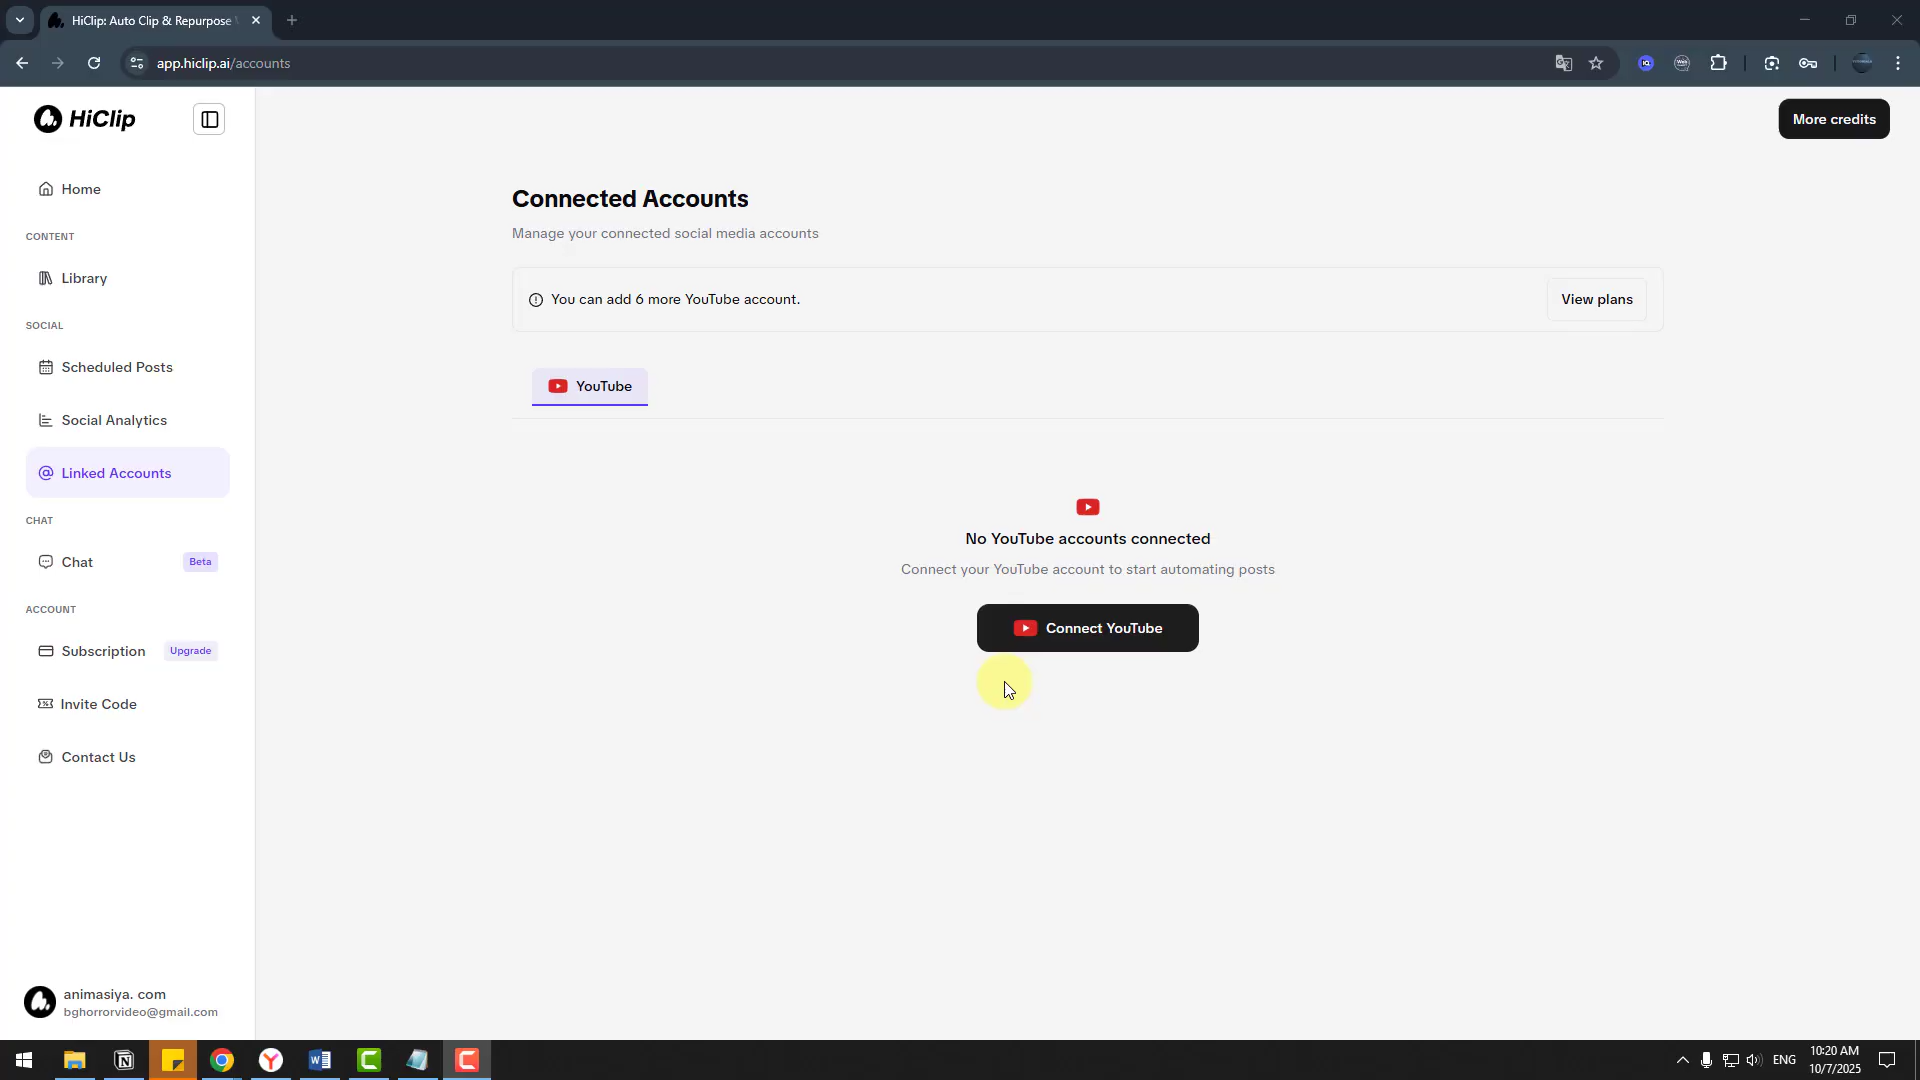 HiClip: Auto Clip & Repurpose
app.hiclip.ai/accounts
HiClip
More credits
Home
CONTENT
Library
SOCIAL
Scheduled Posts
Social Analytics
Linked Accounts
CHAT
Chat
Beta
ACCOUNT
Subscription
Upgrade
Invite Code
Contact Us
animasiya. com
bghorrorvideo@gmail.com
Connected Accounts
Manage your connected social media accounts
You can add 6 more YouTube account.
View plans
YouTube
No YouTube accounts connected
Connect your YouTube account to start automating posts
Connect YouTube
ENG
10:20 AM
10/7/2025